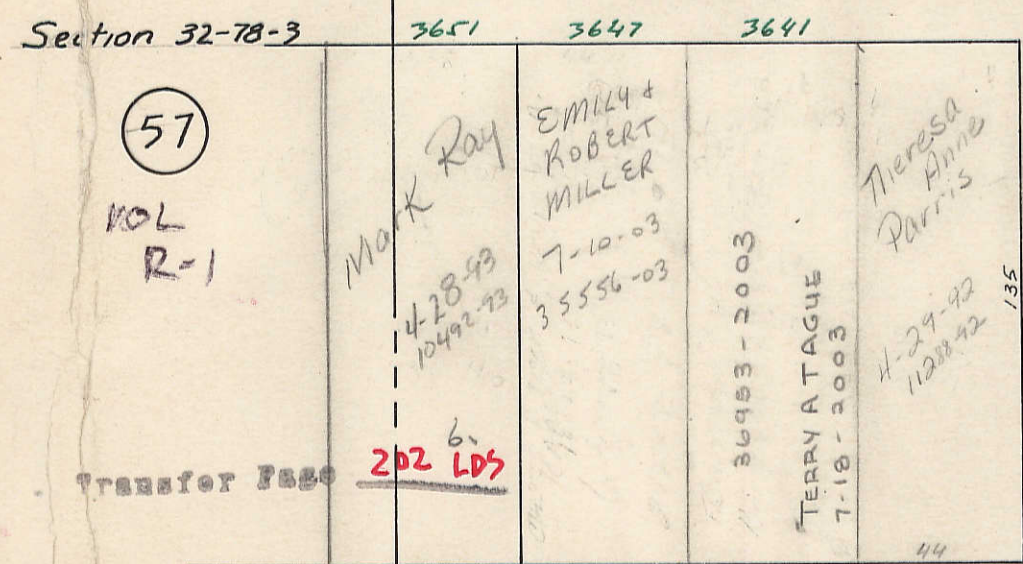 Section 32-78-3
3651
3647
3641
57
VOL
R-1
Transfer Page
Mark Ray
4-28-93
10492-93
6.
202 LDS
EMILY &
ROBERT
MILLER
7-10-03
35556-03
36953-2003
TERRY A TAGUE
7-18-2003
Theresa
Anne
Parris
4-29-92
11288-92
135
44